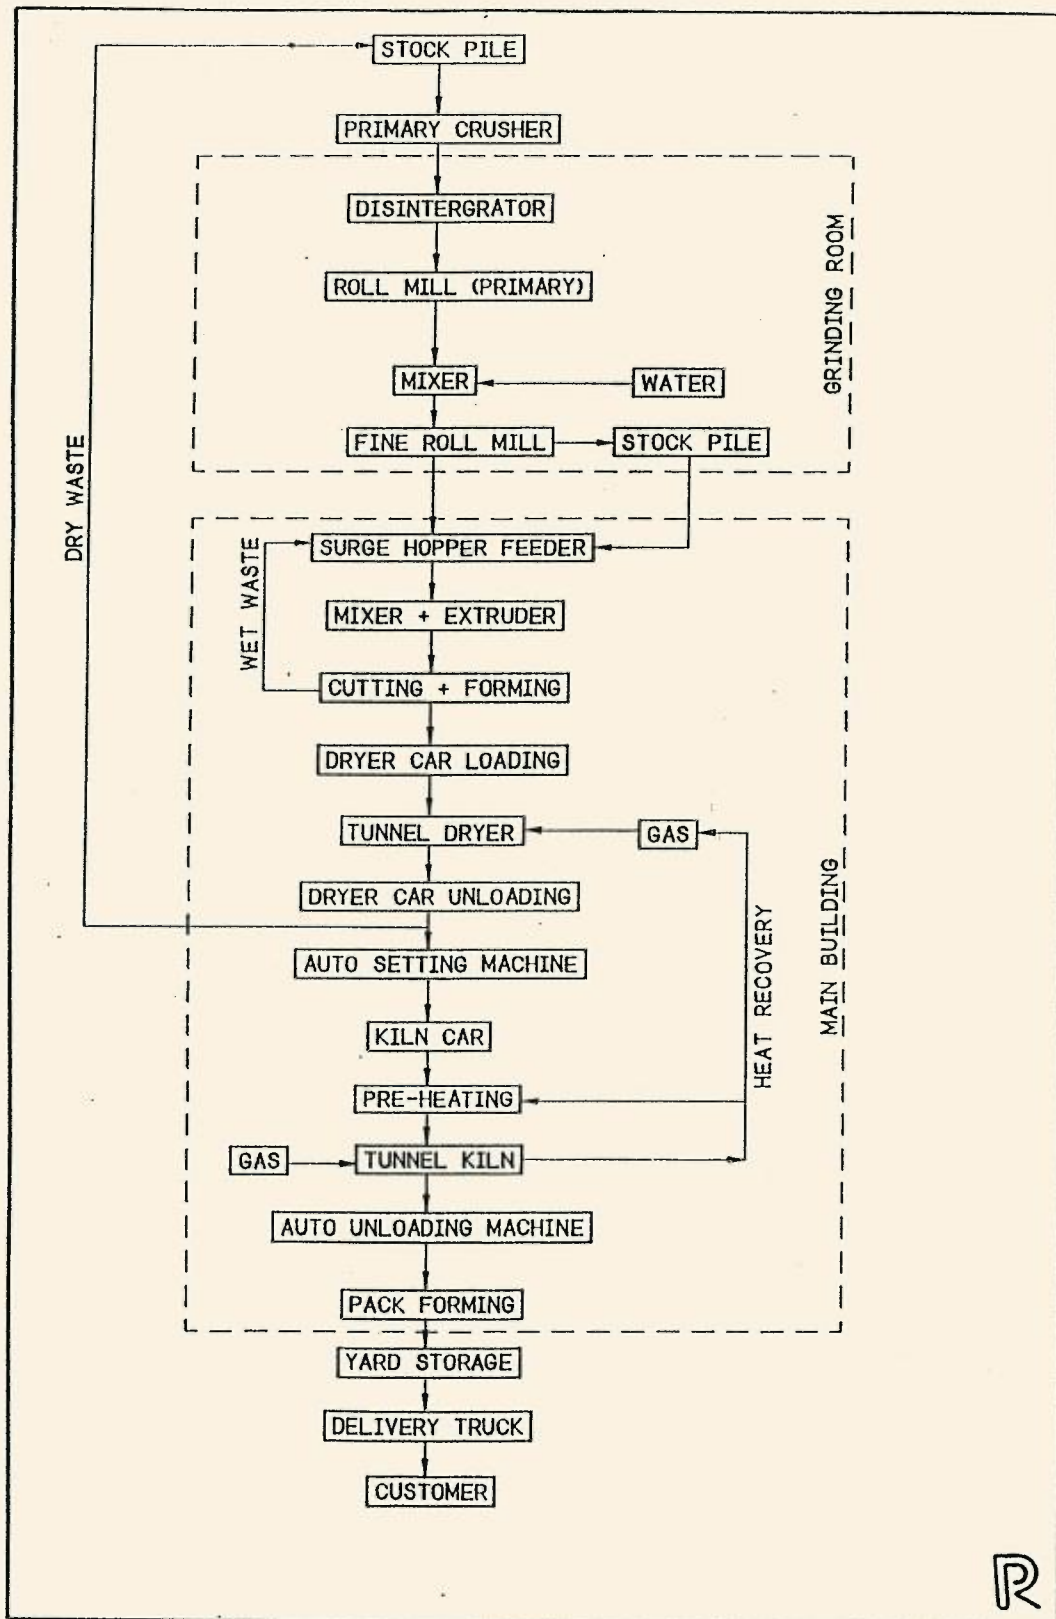 STOCK PILE
PRIMARY CRUSHER
DISINTERGRATOR
ROLL MILL (PRIMARY)
GRINDING ROOM
MIXER
WATER
FINE ROLL MILL
STOCK PILE
DRY WASTE
SURGE HOPPER FEEDER
WET WASTE
MIXER + EXTRUDER
CUTTING + FORMING
DRYER CAR LOADING
TUNNEL DRYER
GAS
DRYER CAR UNLOADING
AUTO SETTING MACHINE
MAIN BUILDING
HEAT RECOVERY
KILN CAR
PRE-HEATING
GAS
TUNNEL KILN
AUTO UNLOADING MACHINE
PACK FORMING
YARD STORAGE
DELIVERY TRUCK
CUSTOMER
R